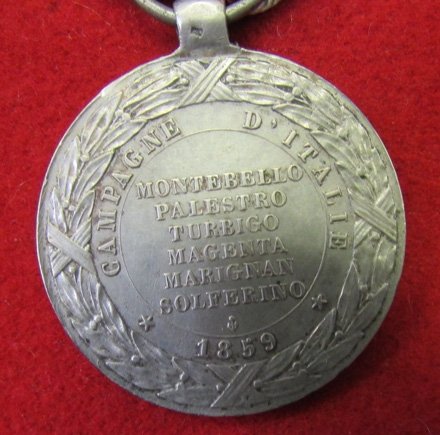 CAMPAGNE D'ITALIE
MONTEBELLO
PALESTRO
TURBIGO
MAGENTA
MARIGNAN
SOLFERINO
1859